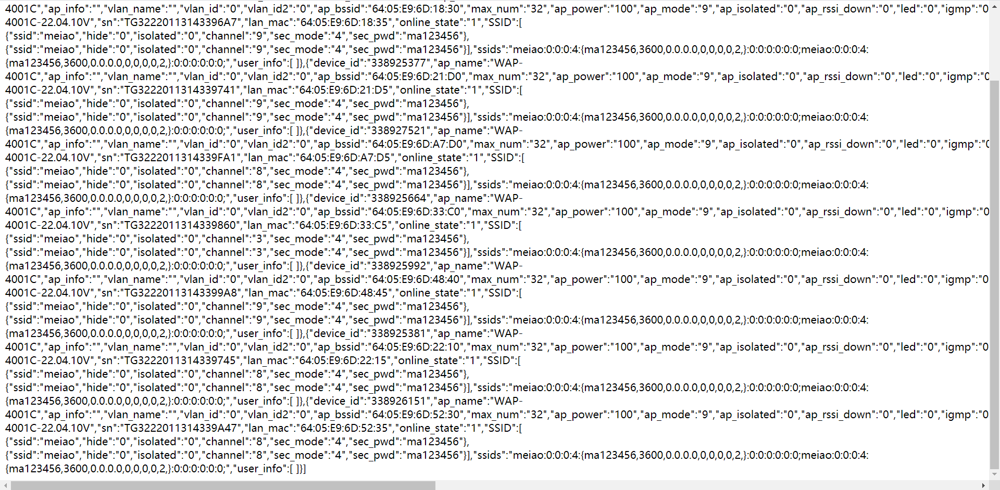 4001C","ap_info":"","vlan_name":"","vlan_id":"0","vlan_id2":"0","ap_bssid":"64:05:E9:6D:18:30","max_num":"32","ap_power":"100","ap_mode":"9","ap_isolated":"0","ap_rssi_down":"0","led":"0","igmp":"0
4001C-22.04.10V","sn":"TG32220113143396A7","lan_mac":"64:05:E9:6D:18:35","online_state":"1","SSID":[
{"ssid":"meiao","hide":"0","isolated":"0","channel":"9","sec_mode":"4","sec_pwd":"ma123456"},
{"ssid":"meiao","hide":"0","isolated":"0","channel":"9","sec_mode":"4","sec_pwd":"ma123456"}],"ssids":"meiao:0:0:0:4:{ma123456,3600,0.0.0.0,0,0,0,0,2,}:0:0:0:0:0:0;meiao:0:0:0:4:
{ma123456,3600,0.0.0.0,0,0,0,0,2,}:0:0:0:0:0:0;","user_info":[ ]},{"device_id":"338925377","ap_name":"WAP-
4001C","ap_info":"","vlan_name":"","vlan_id":"0","vlan_id2":"0","ap_bssid":"64:05:E9:6D:21:D0","max_num":"32","ap_power":"100","ap_mode":"9","ap_isolated":"0","ap_rssi_down":"0","led":"0","igmp":"0
4001C-22.04.10V","sn":"TG3222011314339741","lan_mac":"64:05:E9:6D:21:D5","online_state":"1","SSID":[
{"ssid":"meiao","hide":"0","isolated":"0","channel":"9","sec_mode":"4","sec_pwd":"ma123456"},
{"ssid":"meiao","hide":"0","isolated":"0","channel":"9","sec_mode":"4","sec_pwd":"ma123456"}],"ssids":"meiao:0:0:0:4:{ma123456,3600,0.0.0.0,0,0,0,0,2,}:0:0:0:0:0:0;meiao:0:0:0:4:
{ma123456,3600,0.0.0.0,0,0,0,0,2,}:0:0:0:0:0:0;","user_info":[ ]},{"device_id":"338927521","ap_name":"WAP-
4001C","ap_info":"","vlan_name":"","vlan_id":"0","vlan_id2":"0","ap_bssid":"64:05:E9:6D:A7:D0","max_num":"32","ap_power":"100","ap_mode":"9","ap_isolated":"0","ap_rssi_down":"0","led":"0","igmp":"0
4001C-22.04.10V","sn":"TG3222011314339FA1","lan_mac":"64:05:E9:6D:A7:D5","online_state":"1","SSID":[
{"ssid":"meiao","hide":"0","isolated":"0","channel":"8","sec_mode":"4","sec_pwd":"ma123456"},
{"ssid":"meiao","hide":"0","isolated":"0","channel":"8","sec_mode":"4","sec_pwd":"ma123456"}],"ssids":"meiao:0:0:0:4:{ma123456,3600,0.0.0.0,0,0,0,0,2,}:0:0:0:0:0:0;meiao:0:0:0:4:
{ma123456,3600,0.0.0.0,0,0,0,0,2,}:0:0:0:0:0:0;","user_info":[ ]},{"device_id":"338925664","ap_name":"WAP-
4001C","ap_info":"","vlan_name":"","vlan_id":"0","vlan_id2":"0","ap_bssid":"64:05:E9:6D:33:C0","max_num":"32","ap_power":"100","ap_mode":"9","ap_isolated":"0","ap_rssi_down":"0","led":"0","igmp":"0
4001C-22.04.10V","sn":"TG3222011314339860","lan_mac":"64:05:E9:6D:33:C5","online_state":"1","SSID":[
{"ssid":"meiao","hide":"0","isolated":"0","channel":"3","sec_mode":"4","sec_pwd":"ma123456"},
{"ssid":"meiao","hide":"0","isolated":"0","channel":"3","sec_mode":"4","sec_pwd":"ma123456"}],"ssids":"meiao:0:0:0:4:{ma123456,3600,0.0.0.0,0,0,0,0,2,}:0:0:0:0:0:0;meiao:0:0:0:4:
{ma123456,3600,0.0.0.0,0,0,0,0,2,}:0:0:0:0:0:0;","user_info":[ ]},{"device_id":"338925992","ap_name":"WAP-
4001C","ap_info":"","vlan_name":"","vlan_id":"0","vlan_id2":"0","ap_bssid":"64:05:E9:6D:48:40","max_num":"32","ap_power":"100","ap_mode":"9","ap_isolated":"0","ap_rssi_down":"0","led":"0","igmp":"0
4001C-22.04.10V","sn":"TG32220113143399A8","lan_mac":"64:05:E9:6D:48:45","online_state":"1","SSID":[
{"ssid":"meiao","hide":"0","isolated":"0","channel":"9","sec_mode":"4","sec_pwd":"ma123456"},
{"ssid":"meiao","hide":"0","isolated":"0","channel":"9","sec_mode":"4","sec_pwd":"ma123456"}],"ssids":"meiao:0:0:0:4:{ma123456,3600,0.0.0.0,0,0,0,0,2,}:0:0:0:0:0:0;meiao:0:0:0:4:
{ma123456,3600,0.0.0.0,0,0,0,0,2,}:0:0:0:0:0:0;","user_info":[ ]},{"device_id":"338925381","ap_name":"WAP-
4001C","ap_info":"","vlan_name":"","vlan_id":"0","vlan_id2":"0","ap_bssid":"64:05:E9:6D:22:10","max_num":"32","ap_power":"100","ap_mode":"9","ap_isolated":"0","ap_rssi_down":"0","led":"0","igmp":"0
4001C-22.04.10V","sn":"TG3222011314339745","lan_mac":"64:05:E9:6D:22:15","online_state":"1","SSID":[
{"ssid":"meiao","hide":"0","isolated":"0","channel":"8","sec_mode":"4","sec_pwd":"ma123456"},
{"ssid":"meiao","hide":"0","isolated":"0","channel":"8","sec_mode":"4","sec_pwd":"ma123456"}],"ssids":"meiao:0:0:0:4:{ma123456,3600,0.0.0.0,0,0,0,0,2,}:0:0:0:0:0:0;meiao:0:0:0:4:
{ma123456,3600,0.0.0.0,0,0,0,0,2,}:0:0:0:0:0:0;","user_info":[ ]},{"device_id":"338926151","ap_name":"WAP-
4001C","ap_info":"","vlan_name":"","vlan_id":"0","vlan_id2":"0","ap_bssid":"64:05:E9:6D:52:30","max_num":"32","ap_power":"100","ap_mode":"9","ap_isolated":"0","ap_rssi_down":"0","led":"0","igmp":"0
4001C-22.04.10V","sn":"TG3222011314339A47","lan_mac":"64:05:E9:6D:52:35","online_state":"1","SSID":[
{"ssid":"meiao","hide":"0","isolated":"0","channel":"8","sec_mode":"4","sec_pwd":"ma123456"},
{"ssid":"meiao","hide":"0","isolated":"0","channel":"8","sec_mode":"4","sec_pwd":"ma123456"}],"ssids":"meiao:0:0:0:4:{ma123456,3600,0.0.0.0,0,0,0,0,2,}:0:0:0:0:0:0;meiao:0:0:0:4:
{ma123456,3600,0.0.0.0,0,0,0,0,2,}:0:0:0:0:0:0;","user_info":[ ]}]